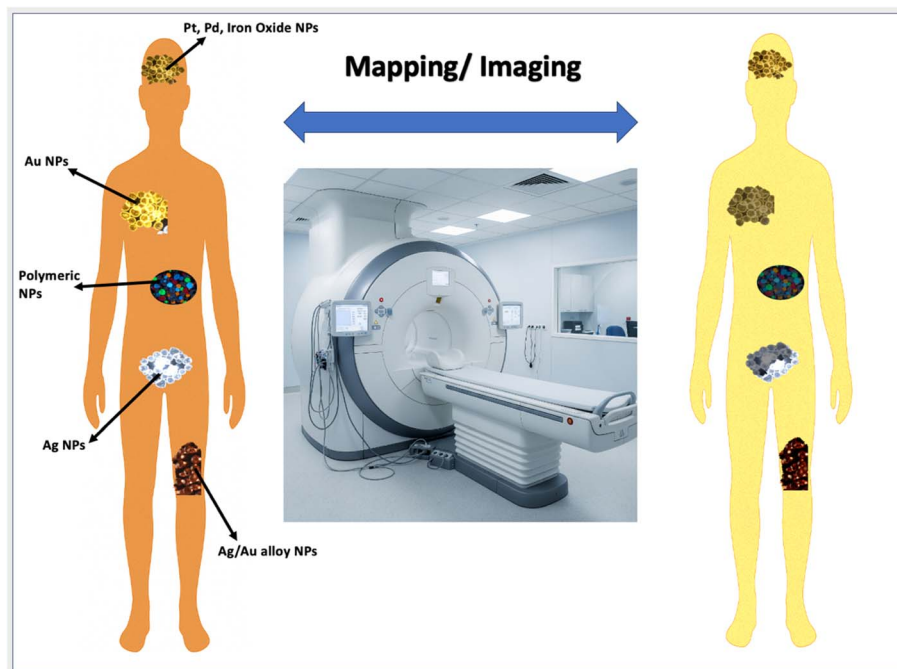 Pt, Pd, Iron Oxide NPs
Mapping/ Imaging
Au NPs
Polymeric
NPs
Ag NPs
Ag/Au alloy NPs